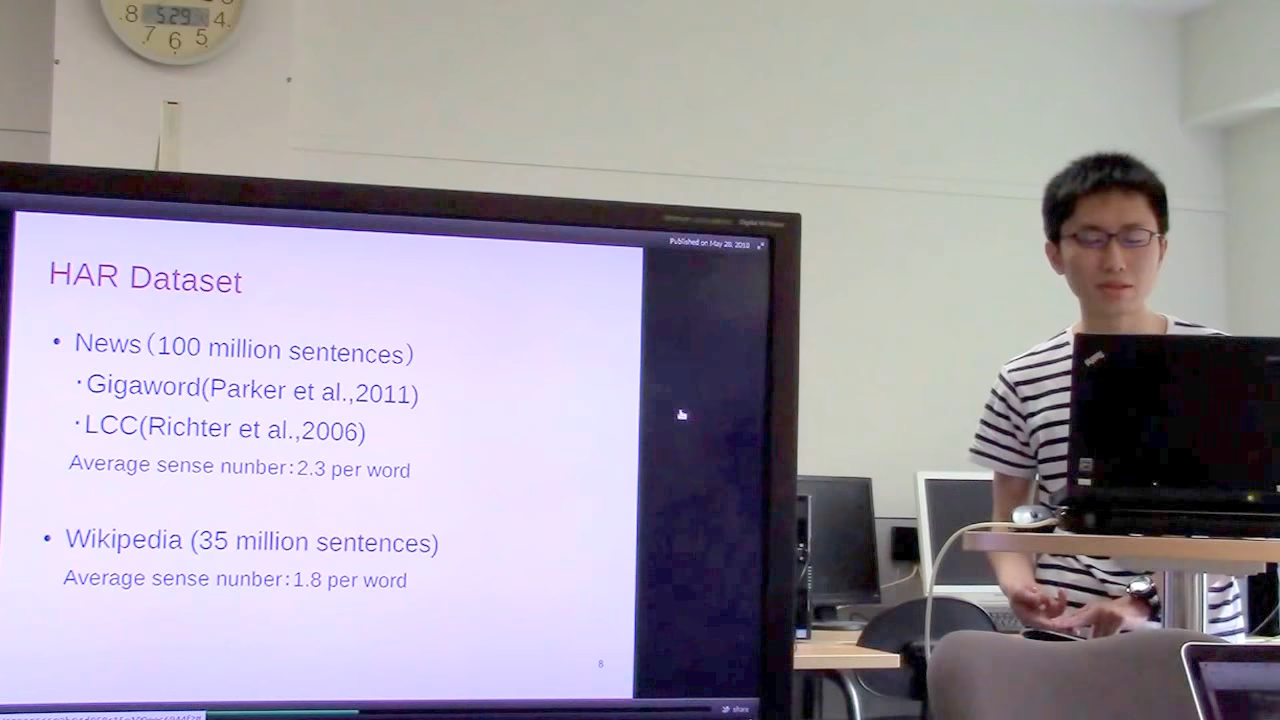 8 5:29 4
7 6 5
Published on May 28, 2018
HAR Dataset
• News（100 million sentences）
・Gigaword(Parker et al.,2011)
・LCC(Richter et al.,2006)
Average sense nunber：2.3 per word
• Wikipedia (35 million sentences)
Average sense nunber：1.8 per word
8
share